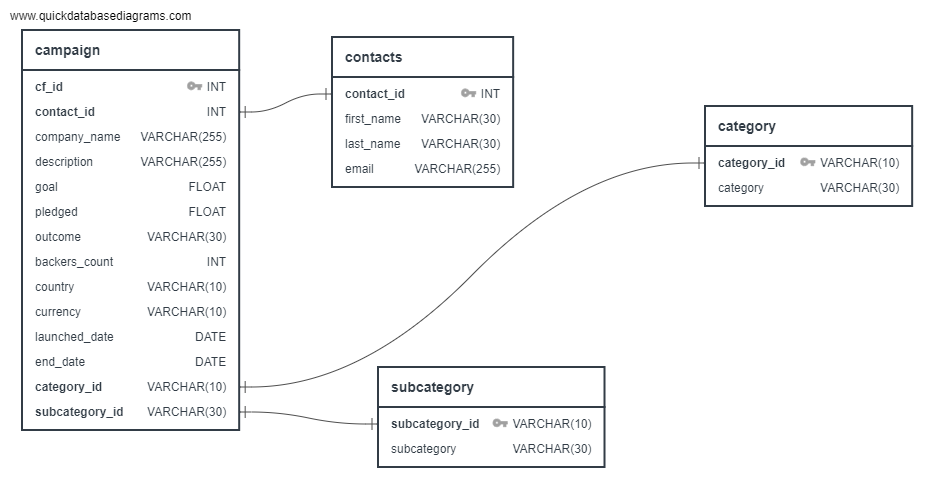 www.quickdatabasediagrams.com
campaign
cf_id INT
contact_id INT
company_name VARCHAR(255)
description VARCHAR(255)
goal FLOAT
pledged FLOAT
outcome VARCHAR(30)
backers_count INT
country VARCHAR(10)
currency VARCHAR(10)
launched_date DATE
end_date DATE
category_id VARCHAR(10)
subcategory_id VARCHAR(30)
contacts
contact_id INT
first_name VARCHAR(30)
last_name VARCHAR(30)
email VARCHAR(255)
category
category_id VARCHAR(10)
category VARCHAR(30)
subcategory
subcategory_id VARCHAR(10)
subcategory VARCHAR(30)